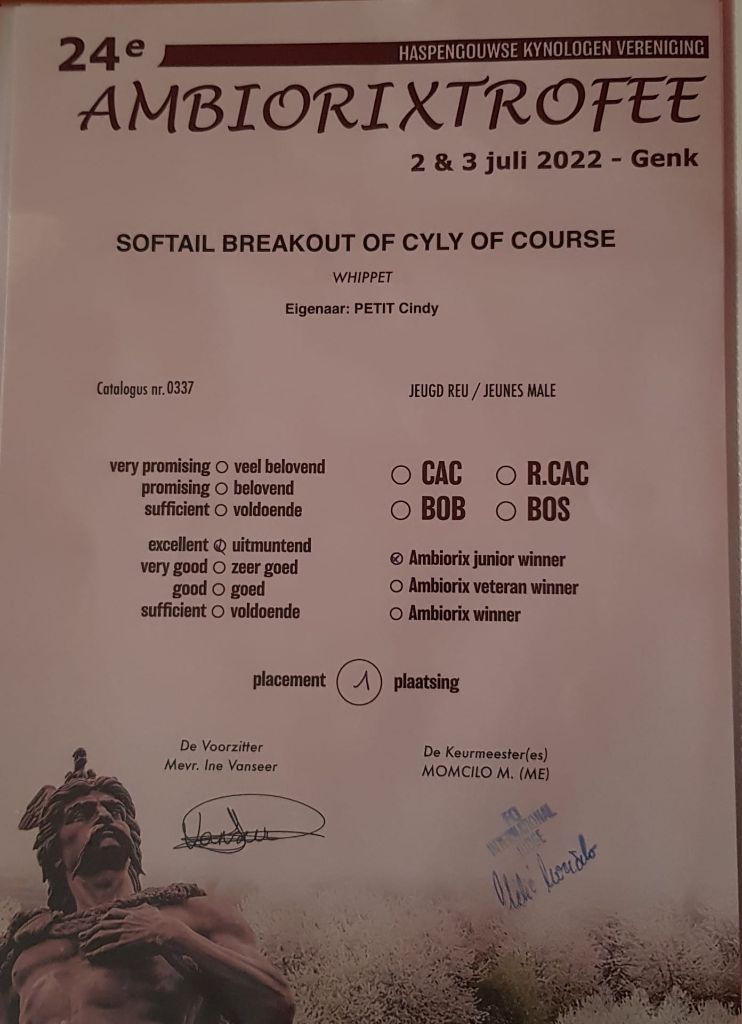 24e HASPENGOUWSE KYNOLOGEN VERENIGING
AMBIORIXTROFEE
2 & 3 juli 2022 - Genk
SOFTAIL BREAKOUT OF CYLY OF COURSE
WHIPPET
Eigenaar: PETIT Cindy
Catalogus nr. 0337
JEUGD REU / JEUNES MALE
very promising veel belovend
promising belovend
sufficient voldoende
excellent uitmuntend
very good zeer goed
good goed
sufficient voldoende
CAC R.CAC
BOB BOS
Ambiorix junior winner
Ambiorix veteran winner
Ambiorix winner
placement 1 plaatsing
De Voorzitter
Mevr. Ine Vanseer
De Keurmeester(es)
MOMCILO M. (ME)
FCI
INTERNATIONAL
JUDGE